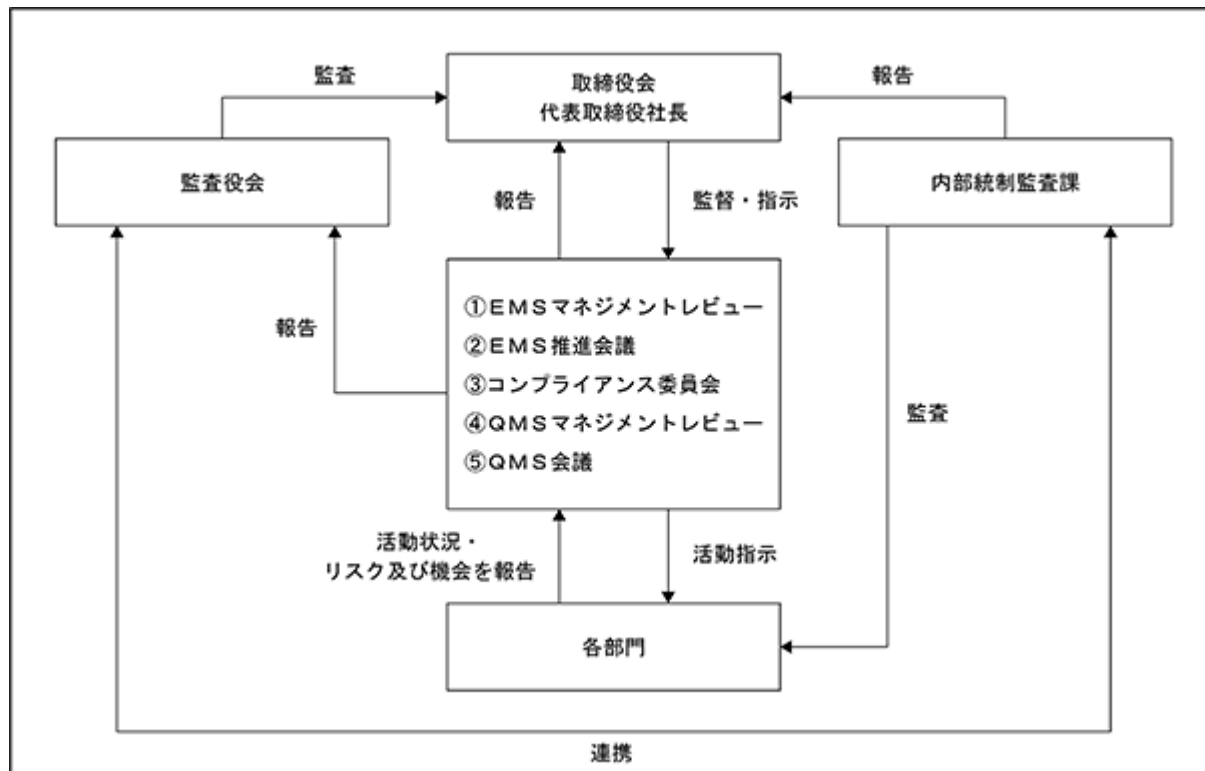 監査
取締役会
代表取締役社長
報告
監査役会
報告
監督・指示
内部統制監査課
報告
①ＥＭＳマネジメントレビュー
②ＥＭＳ推進会議
③コンプライアンス委員会
④ＱＭＳマネジメントレビュー
⑤ＱＭＳ会議
監査
活動状況・
リスク及び機会を報告
活動指示
各部門
連携